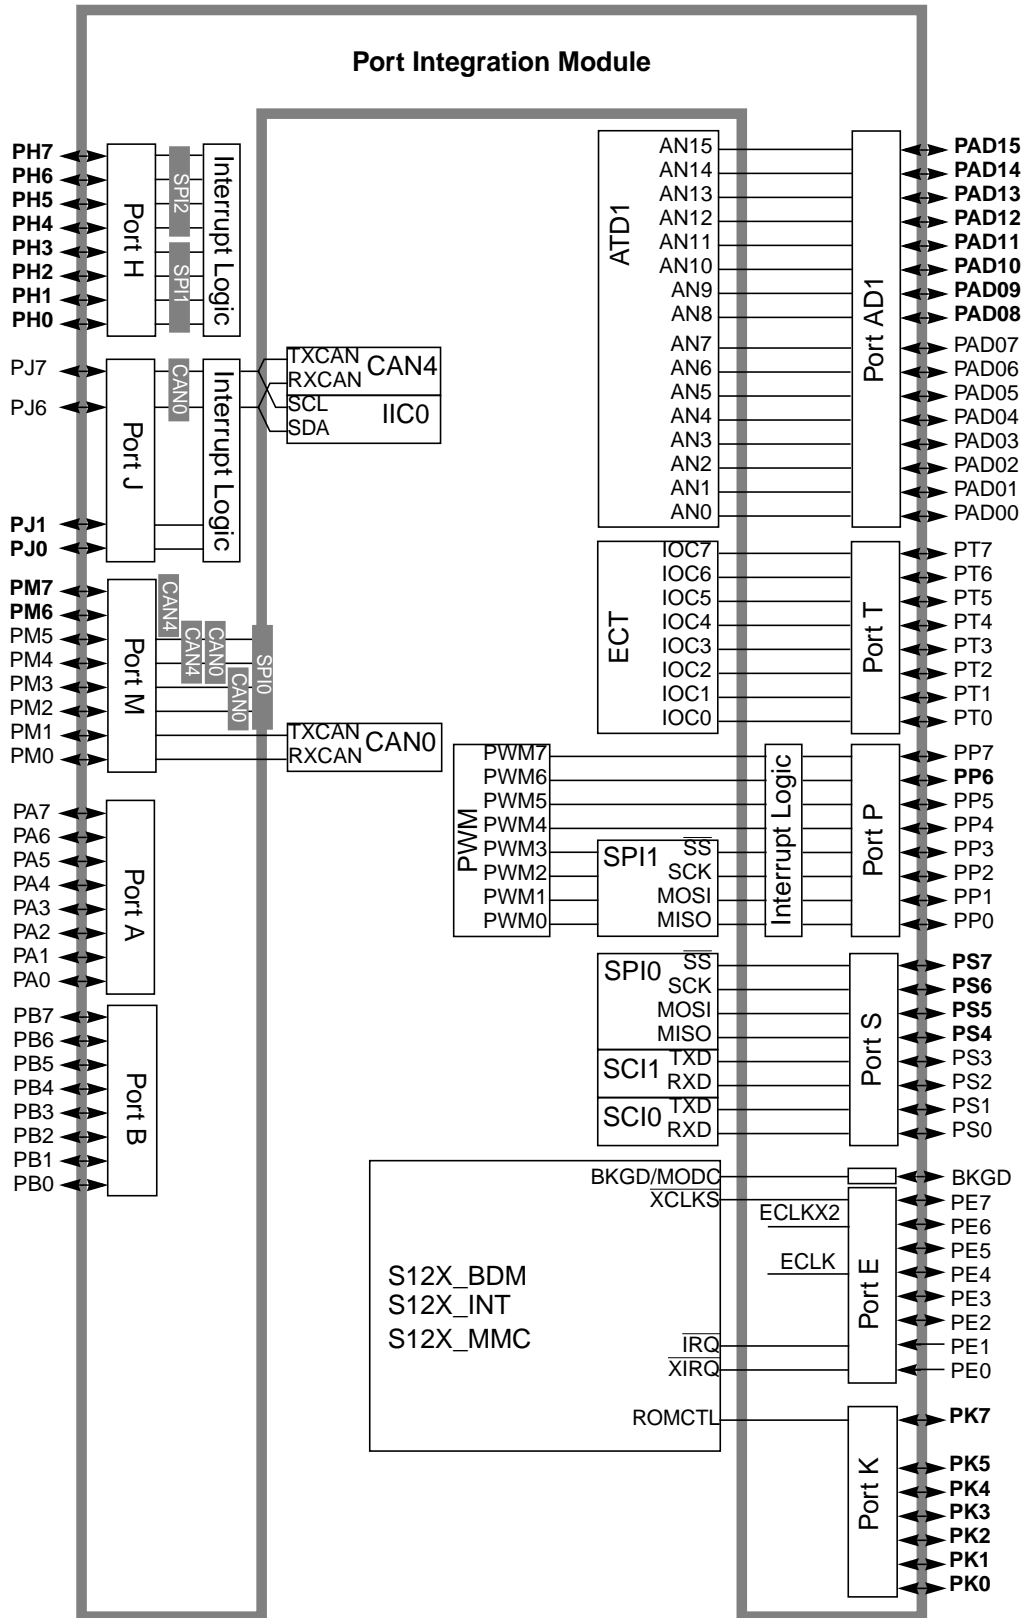 Port Integration Module
PH7
PH6
PH5
PH4
PH3
PH2
PH1
PH0
Port H
SPI2
SPI1
Interrupt Logic
PJ7
PJ6
PJ1
PJ0
Port J
CAN0
Interrupt Logic
TXCAN
RXCAN
CAN4
SCL
SDA
IIC0
PM7
PM6
PM5
PM4
PM3
PM2
PM1
PM0
Port M
CAN4
CAN4
CAN0
CAN0
SPI0
TXCAN
RXCAN
CAN0
PA7
PA6
PA5
PA4
PA3
PA2
PA1
PA0
Port A
PB7
PB6
PB5
PB4
PB3
PB2
PB1
PB0
Port B
ATD1
AN15
AN14
AN13
AN12
AN11
AN10
AN9
AN8
AN7
AN6
AN5
AN4
AN3
AN2
AN1
AN0
Port AD1
PAD15
PAD14
PAD13
PAD12
PAD11
PAD10
PAD09
PAD08
PAD07
PAD06
PAD05
PAD04
PAD03
PAD02
PAD01
PAD00
ECT
IOC7
IOC6
IOC5
IOC4
IOC3
IOC2
IOC1
IOC0
Port T
PT7
PT6
PT5
PT4
PT3
PT2
PT1
PT0
PWM
PWM7
PWM6
PWM5
PWM4
PWM3
PWM2
PWM1
PWM0
SPI1
SS
SCK
MOSI
MISO
Interrupt Logic
Port P
PP7
PP6
PP5
PP4
PP3
PP2
PP1
PP0
SPI0
SS
SCK
MOSI
MISO
SCI1
TXD
RXD
SCI0
TXD
RXD
Port S
PS7
PS6
PS5
PS4
PS3
PS2
PS1
PS0
S12X_BDM
S12X_INT
S12X_MMC
BKGD/MODC
XCLKS
ECLKX2
ECLK
IRQ
XIRQ
ROMCTL
BKGD
Port E
PE7
PE6
PE5
PE4
PE3
PE2
PE1
PE0
Port K
PK7
PK5
PK4
PK3
PK2
PK1
PK0